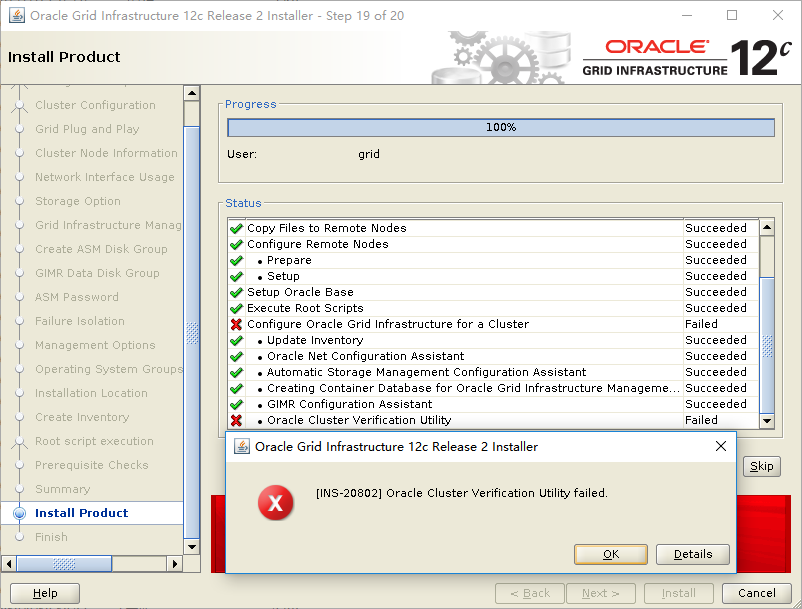 Oracle Grid Infrastructure 12c Release 2 Installer - Step 19 of 20
Install Product
ORACLE
GRID INFRASTRUCTURE
12c
Cluster Configuration
Grid Plug and Play
Cluster Node Information
Network Interface Usage
Storage Option
Grid Infrastructure Manag
Create ASM Disk Group
GIMR Data Disk Group
ASM Password
Failure Isolation
Management Options
Operating System Groups
Installation Location
Create Inventory
Root script execution
Prerequisite Checks
Summary
Install Product
Finish
Progress
100%
User: grid
Status
Copy Files to Remote Nodes Succeeded
Configure Remote Nodes Succeeded
• Prepare Succeeded
• Setup Succeeded
Setup Oracle Base Succeeded
Execute Root Scripts Succeeded
Configure Oracle Grid Infrastructure for a Cluster Failed
• Update Inventory Succeeded
• Oracle Net Configuration Assistant Succeeded
• Automatic Storage Management Configuration Assistant Succeeded
• Creating Container Database for Oracle Grid Infrastructure Manageme... Succeeded
• GIMR Configuration Assistant Succeeded
• Oracle Cluster Verification Utility Failed
Oracle Grid Infrastructure 12c Release 2 Installer
[INS-20802] Oracle Cluster Verification Utility failed.
OK Details
Skip
Help < Back Next > Install Cancel